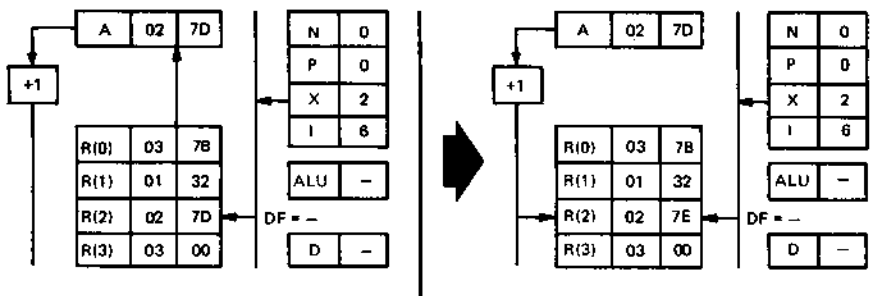 A 02 7D
+1
N 0
P 0
X 2
I 6
R(0) 03 7B
R(1) 01 32
R(2) 02 7D
R(3) 03 00
ALU –
DF = –
D –
A 02 7D
+1
N 0
P 0
X 2
I 6
R(0) 03 7B
R(1) 01 32
R(2) 02 7E
R(3) 03 00
ALU –
DF = –
D –